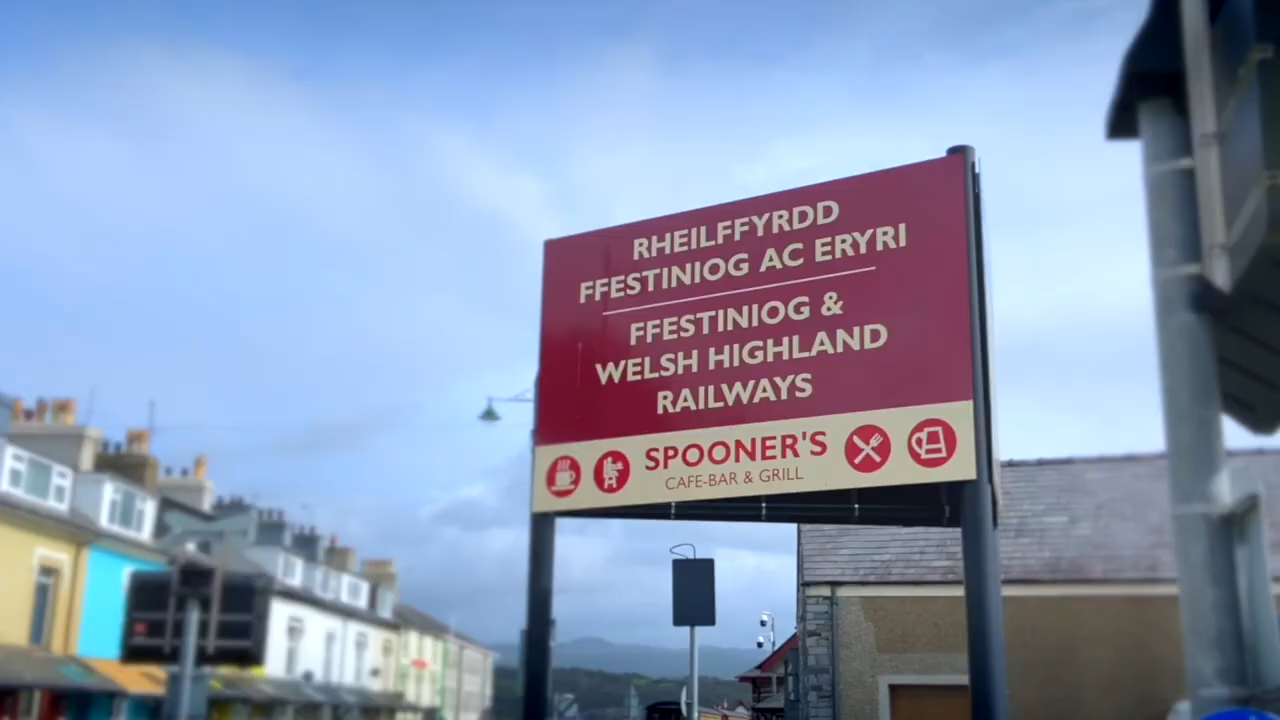 RHEILFFYRDD
FFESTINIOG AC ERYRI
FFESTINIOG &
WELSH HIGHLAND
RAILWAYS
SPOONER'S
CAFE-BAR & GRILL